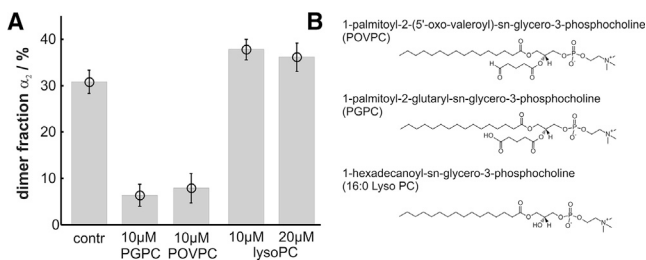 A
dimer fraction α₂ / %
40
30
20
10
0
contr
10µM PGPC
10µM POVPC
10µM
20µM
lysoPC
B
1-palmitoyl-2-(5'-oxo-valeroyl)-sn-glycero-3-phosphocholine
(POVPC)
O
O
O
P
O
O⁻
N
H
O
H
O
1-palmitoyl-2-glutaryl-sn-glycero-3-phosphocholine
(PGPC)
O
O
O
P
O
O⁻
N
H
O
HO
O
O
1-hexadecanoyl-sn-glycero-3-phosphocholine
(16:0 Lyso PC)
O
O
O
P
O
O⁻
N
HO
H